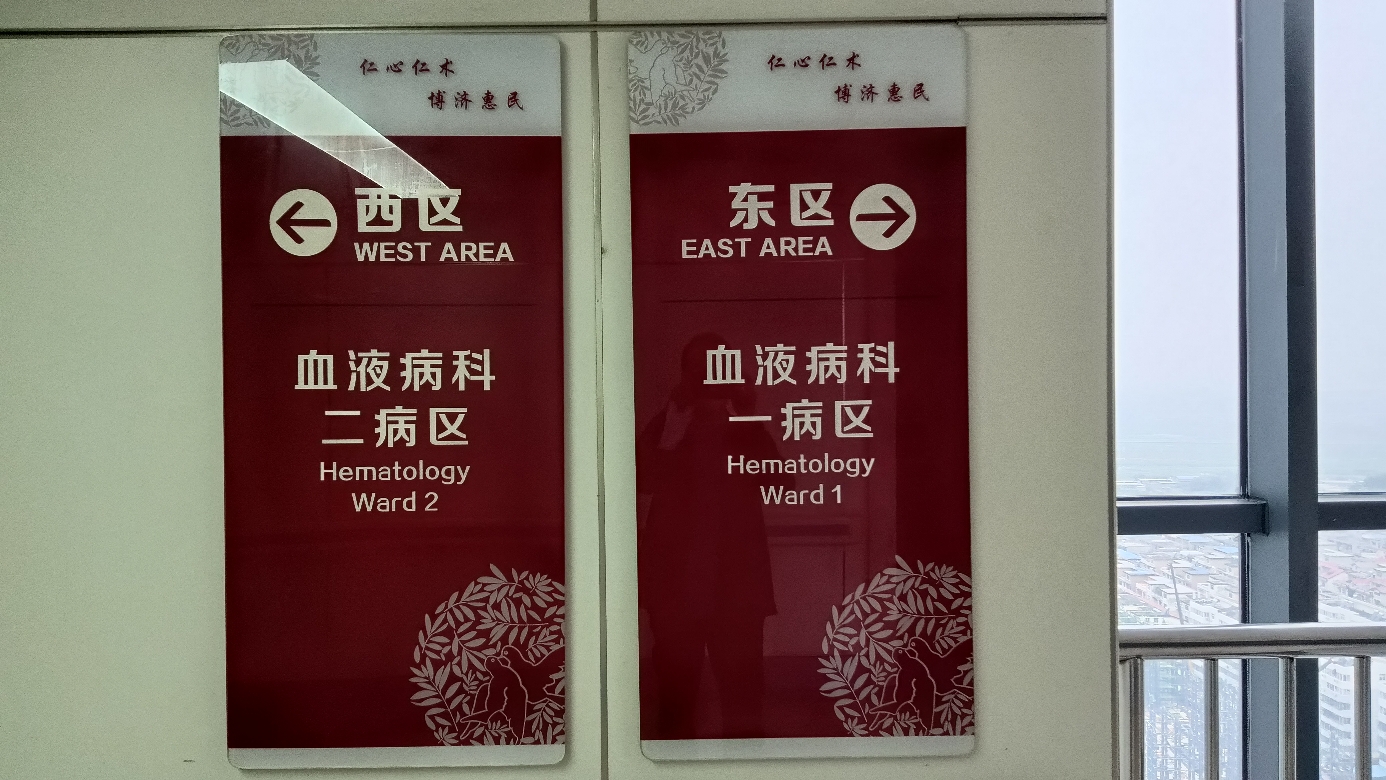 仁心仁术
博济惠民
西区
WEST AREA
血液病科
二病区
Hematology
Ward 2
仁心仁术
博济惠民
东区
EAST AREA
血液病科
一病区
Hematology
Ward 1